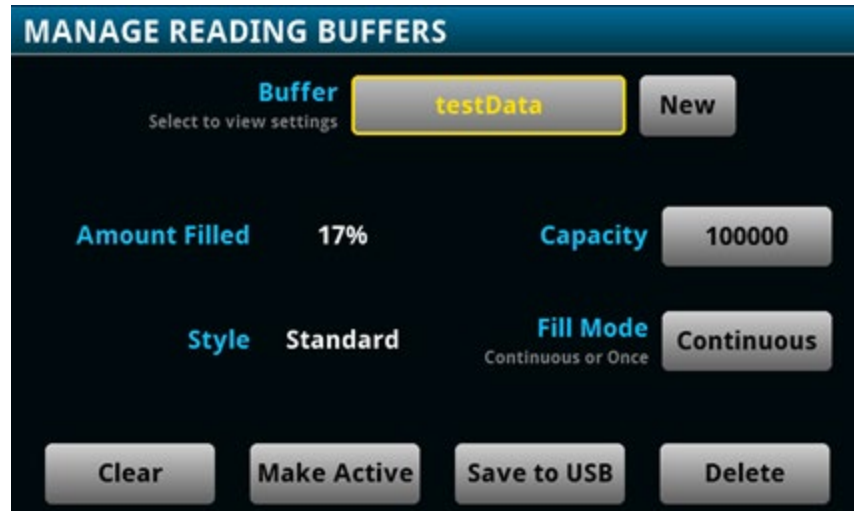 MANAGE READING BUFFERS
Buffer
Select to view settings
testData
New
Amount Filled
17%
Capacity
100000
Style
Standard
Fill Mode
Continuous or Once
Continuous
Clear
Make Active
Save to USB
Delete